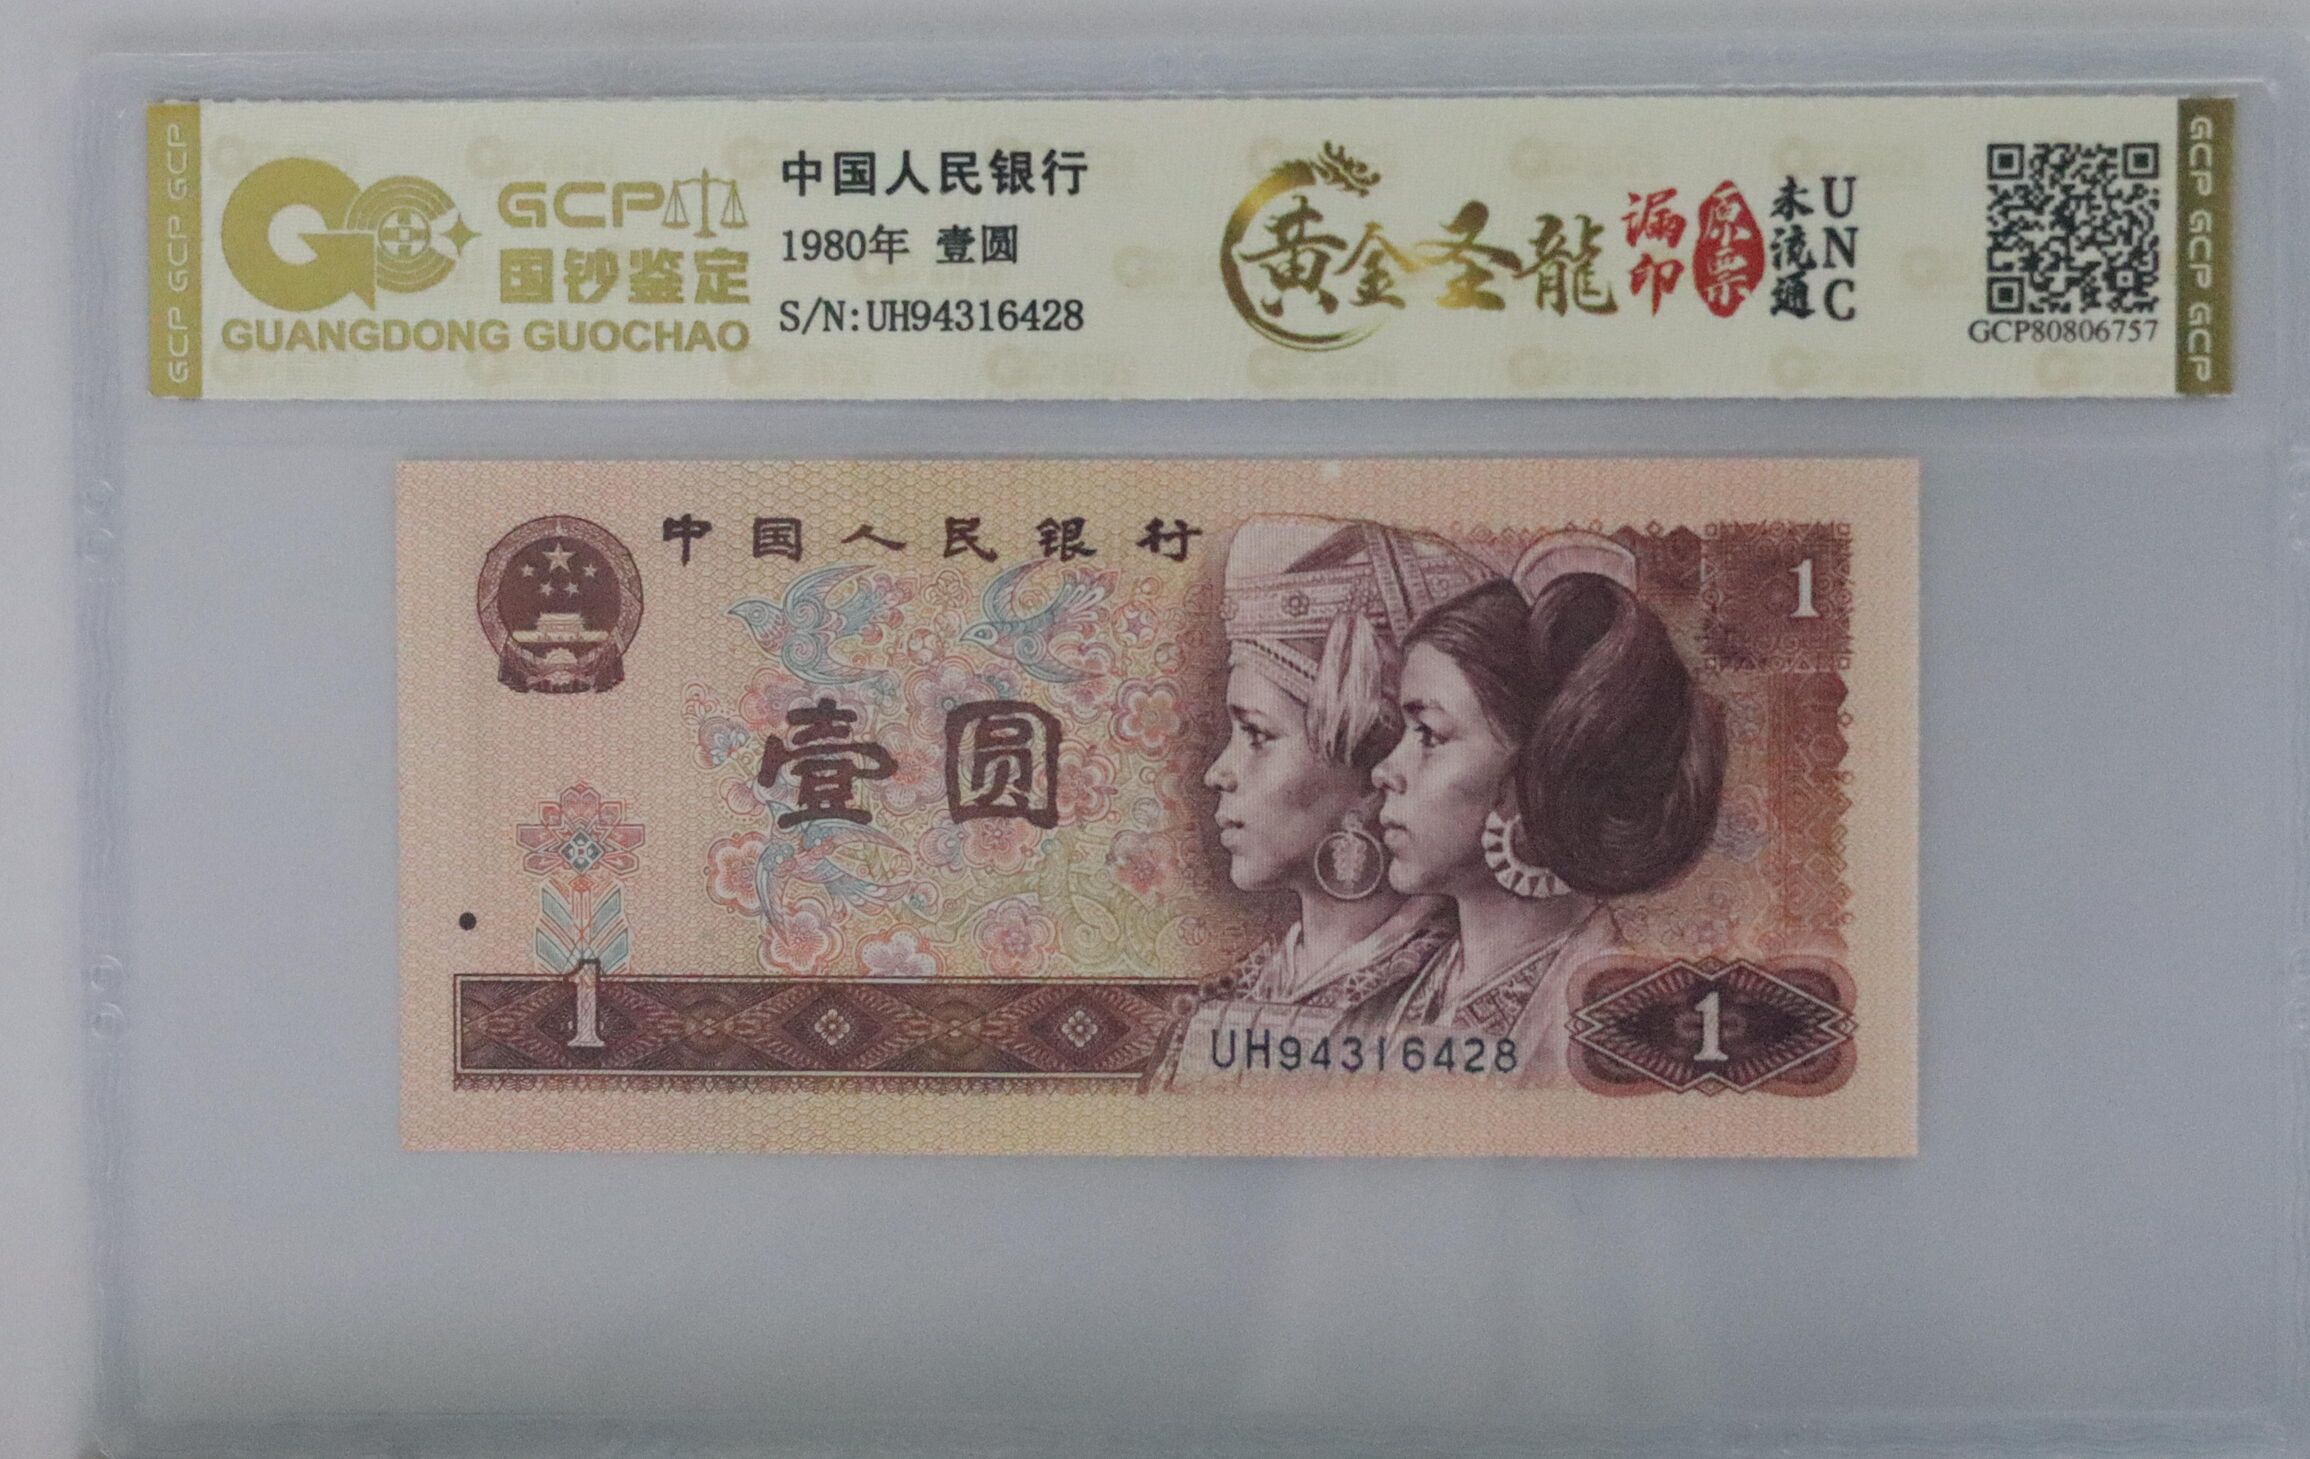 GCP GCP GCP
GCP
国钞鉴定
GUANGDONG GUOCHAO
中国人民银行
1980年 壹圆
S/N:UH94316428
黄金圣龍
漏印
原票
未流通
UNC
GCP80806757
GCP GCP GCP
中国人民银行
1
壹圆
1
UH94316428
1